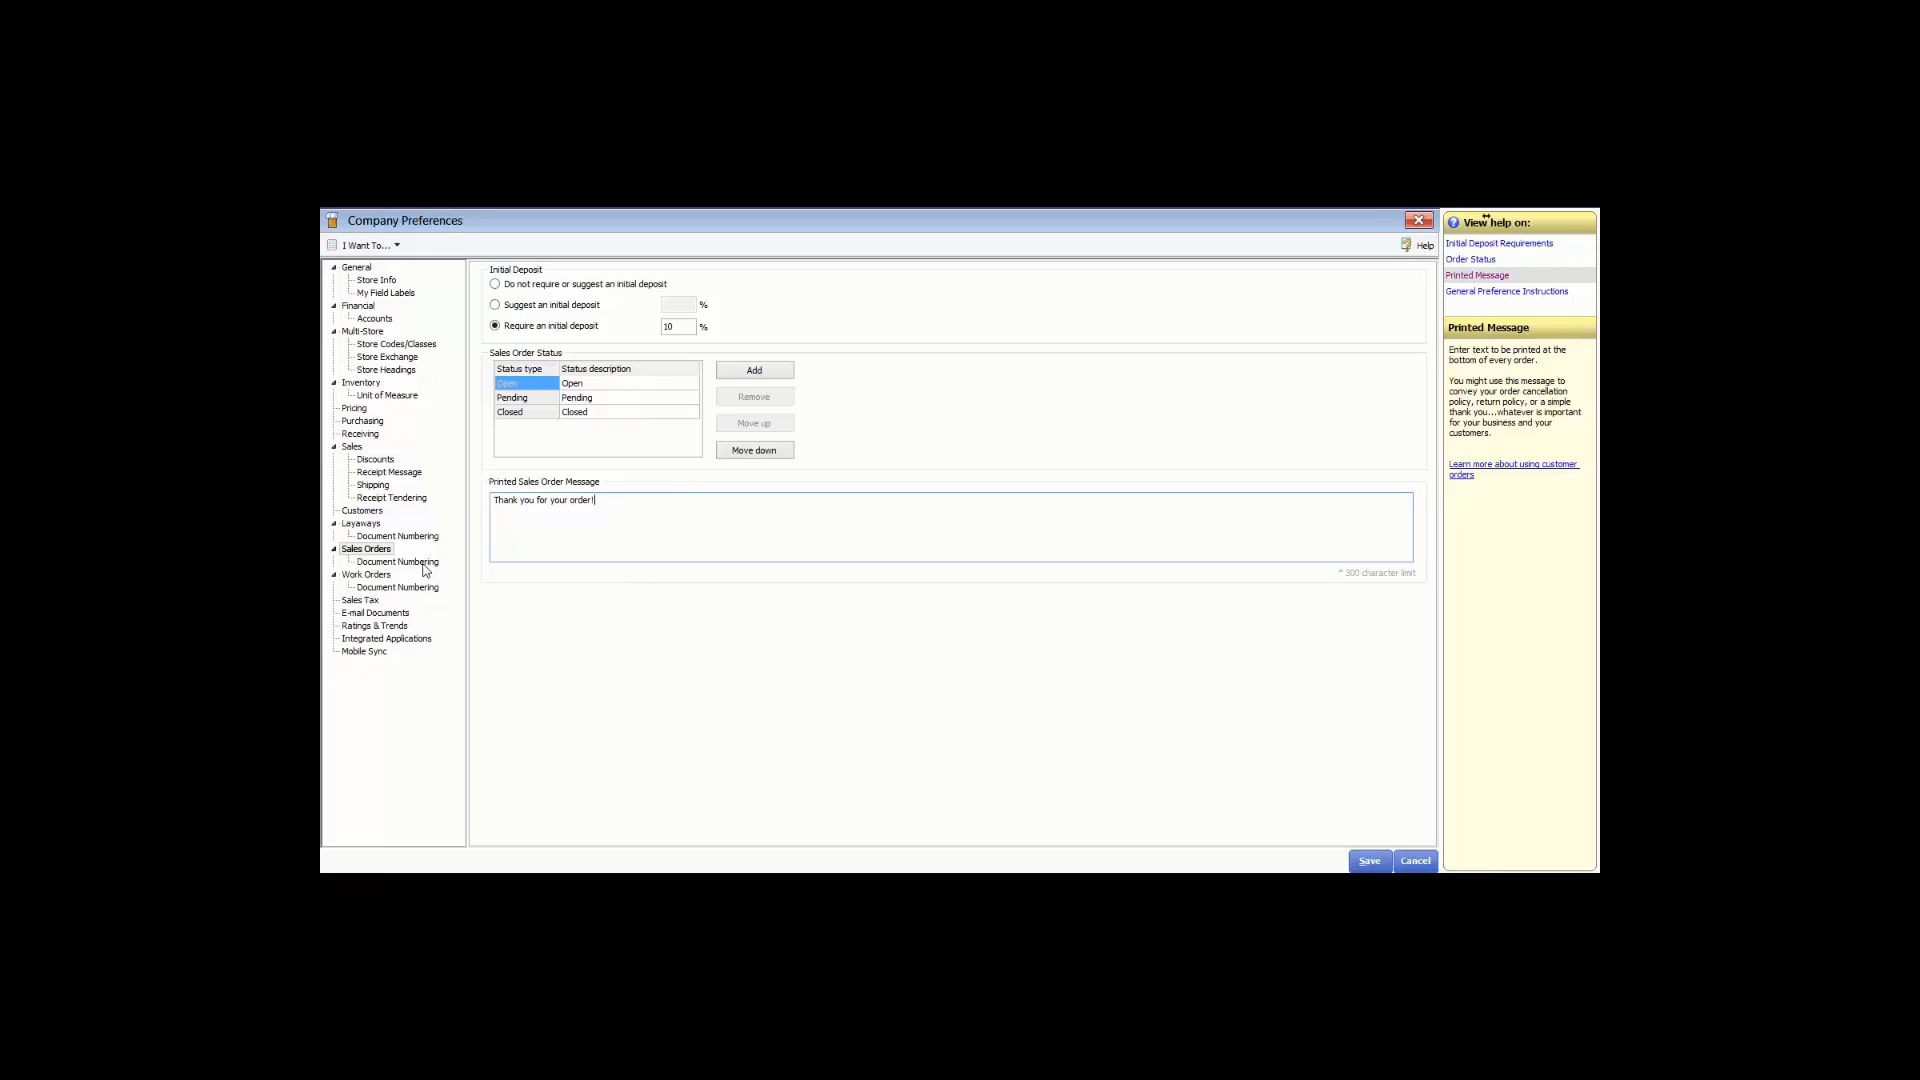 Company Preferences
I Want To...
Help
General
Store Info
My Field Labels
Financial
Accounts
Multi-Store
Store Codes/Classes
Store Exchange
Store Headings
Inventory
Unit of Measure
Pricing
Purchasing
Receiving
Sales
Discounts
Receipt Message
Shipping
Receipt Tendering
Customers
Layaways
Document Numbering
Sales Orders
Document Numbering
Work Orders
Document Numbering
Sales Tax
E-mail Documents
Ratings & Trends
Integrated Applications
Mobile Sync
Initial Deposit
Do not require or suggest an initial deposit
Suggest an initial deposit %
Require an initial deposit 10 %
Sales Order Status
Status type Status description
Open Open
Pending Pending
Closed Closed
Add
Remove
Move up
Move down
Printed Sales Order Message
Thank you for your order!
~ 300 character limit
Save Cancel
View help on:
Initial Deposit Requirements
Order Status
Printed Message
General Preference Instructions
Printed Message
Enter text to be printed at the
bottom of every order.
You might use this message to
convey your order cancellation
policy, return policy, or a simple
thank you...whatever is important
for your business and your
customers.
Learn more about using customer
orders